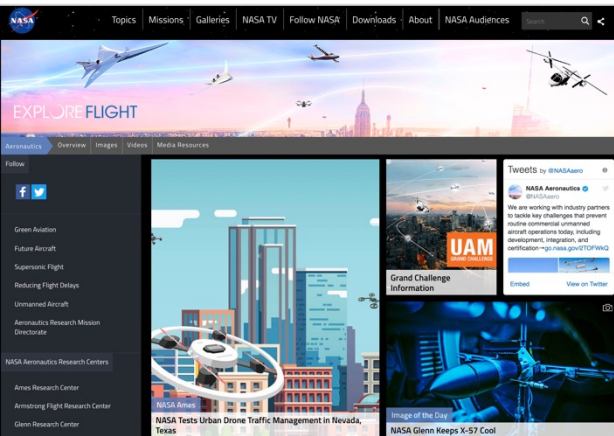 NASA
Topics Missions Galleries NASA TV Follow NASA Downloads About NASA Audiences Search
EXPLORE FLIGHT
Aeronautics Overview Images Videos Media Resources
Follow
Green Aviation
Future Aircraft
Supersonic Flight
Reducing Flight Delays
Unmanned Aircraft
Aeronautics Research Mission
Directorate
NASA Aeronautics Research Centers
Ames Research Center
Armstrong Flight Research Center
Glenn Research Center
NASA Ames
NASA Tests Urban Drone Traffic Management in Nevada,
Texas
UAM
GRAND CHALLENGE
Grand Challenge
Information
Tweets by @NASAaero
NASA Aeronautics
@NASAaero
We are working with industry partners
to tackle key challenges that prevent
routine commercial unmanned
aircraft operations today, including
development, integration, and
certification→go.nasa.gov/2TOFWkQ
Embed View on Twitter
Image of the Day
NASA Glenn Keeps X-57 Cool